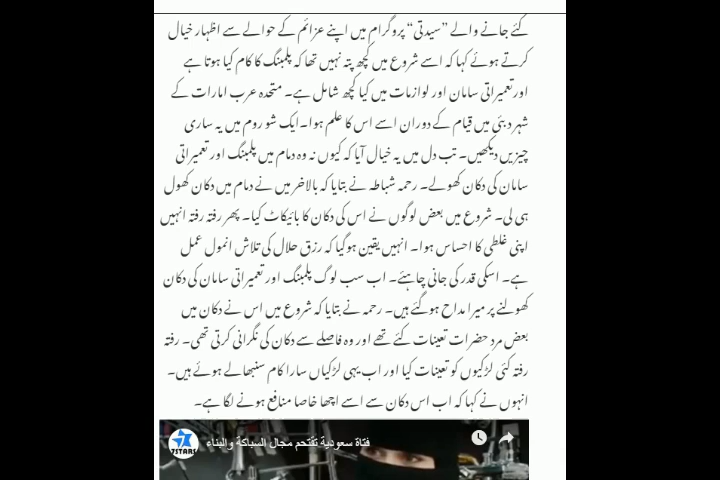 کئے جانے والے ”سیدتی“ پروگرام میں اپنے عزائم کے حوالے سے اظہار خیال
کرتے ہوئے کہا کہ اسے شروع میں کچھ پتہ نہیں تھا کہ پلمبنگ کا کام کیا ہوتا ہے
اور تعمیراتی سامان اور لوازمات میں کیا کچھ شامل ہے۔ متحدہ عرب امارات کے
شہر دبئی میں قیام کے دوران اسے اس کا علم ہوا۔ ایک شو روم میں یہ ساری
چیزیں دیکھیں۔ تب دل میں یہ خیال آیا کہ کیوں نہ وہ دمام میں پلمبنگ اور تعمیراتی
سامان کی دکان کھولے۔ رحمہ شباطہ نے بتایا کہ بالاخر میں نے دمام میں دکان کھول
ہی لی۔ شروع میں بعض لوگوں نے اس کی دکان کا بائیکاٹ کیا۔ پھر رفتہ رفتہ انہیں
اپنی غلطی کا احساس ہوا۔ انہیں یقین ہوگیا کہ رزق حلال کی تلاش انمول عمل
ہے۔ اسکی قدر کی جانی چاہئے۔ اب سب لوگ پلمبنگ اور تعمیراتی سامان کی دکان
کھولنے پر میرا مداح ہوگئے ہیں۔ رحمہ نے بتایا کہ شروع میں اس نے دکان میں
بعض مرد حضرات تعینات کئے تھے اور وہ فاصلے سے دکان کی نگرانی کرتی تھی۔ رفتہ
رفتہ کئی لڑکیوں کو تعینات کیا اور اب یہی لڑکیاں سارا کام سنبھالے ہوئے ہیں۔
انہوں نے کہا کہ اب اس دکان سے اسے اچھا خاصا منافع ہونے لگا ہے۔
فتاة سعودية تقتحم مجال السباكة والبناء
7STARS